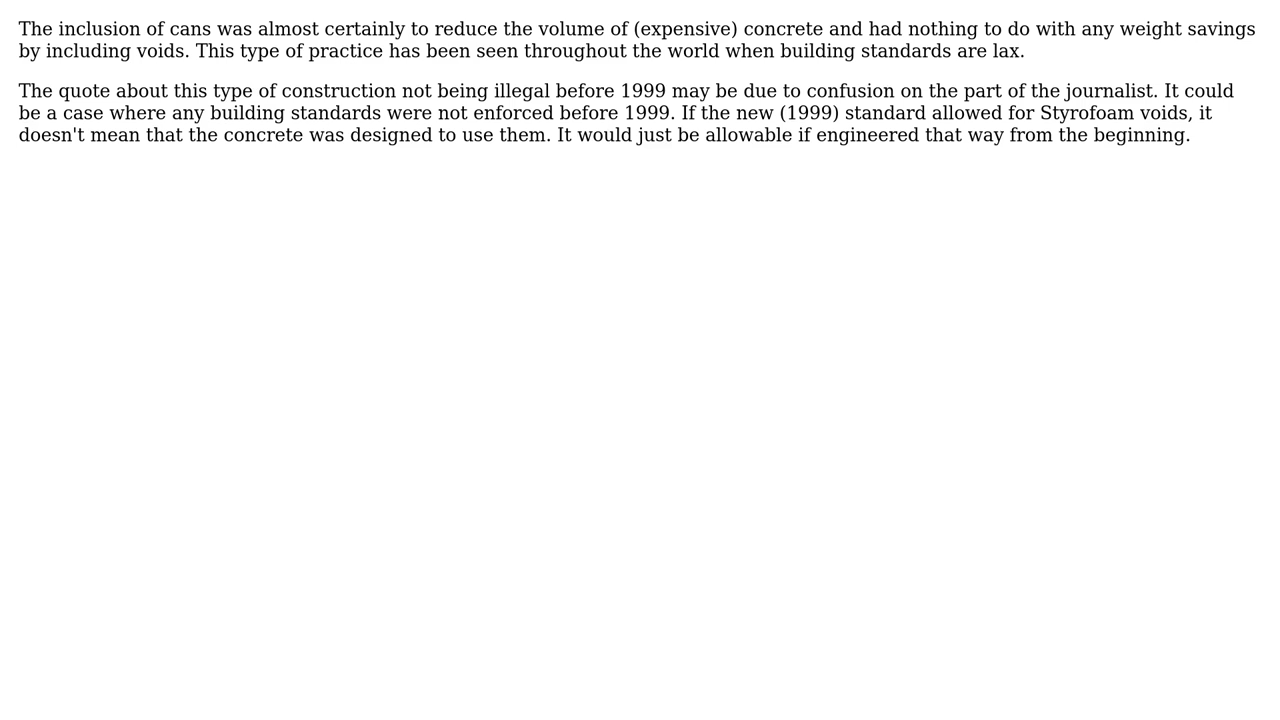 The inclusion of cans was almost certainly to reduce the volume of (expensive) concrete and had nothing to do with any weight savings
by including voids. This type of practice has been seen throughout the world when building standards are lax.
The quote about this type of construction not being illegal before 1999 may be due to confusion on the part of the journalist. It could
be a case where any building standards were not enforced before 1999. If the new (1999) standard allowed for Styrofoam voids, it
doesn't mean that the concrete was designed to use them. It would just be allowable if engineered that way from the beginning.